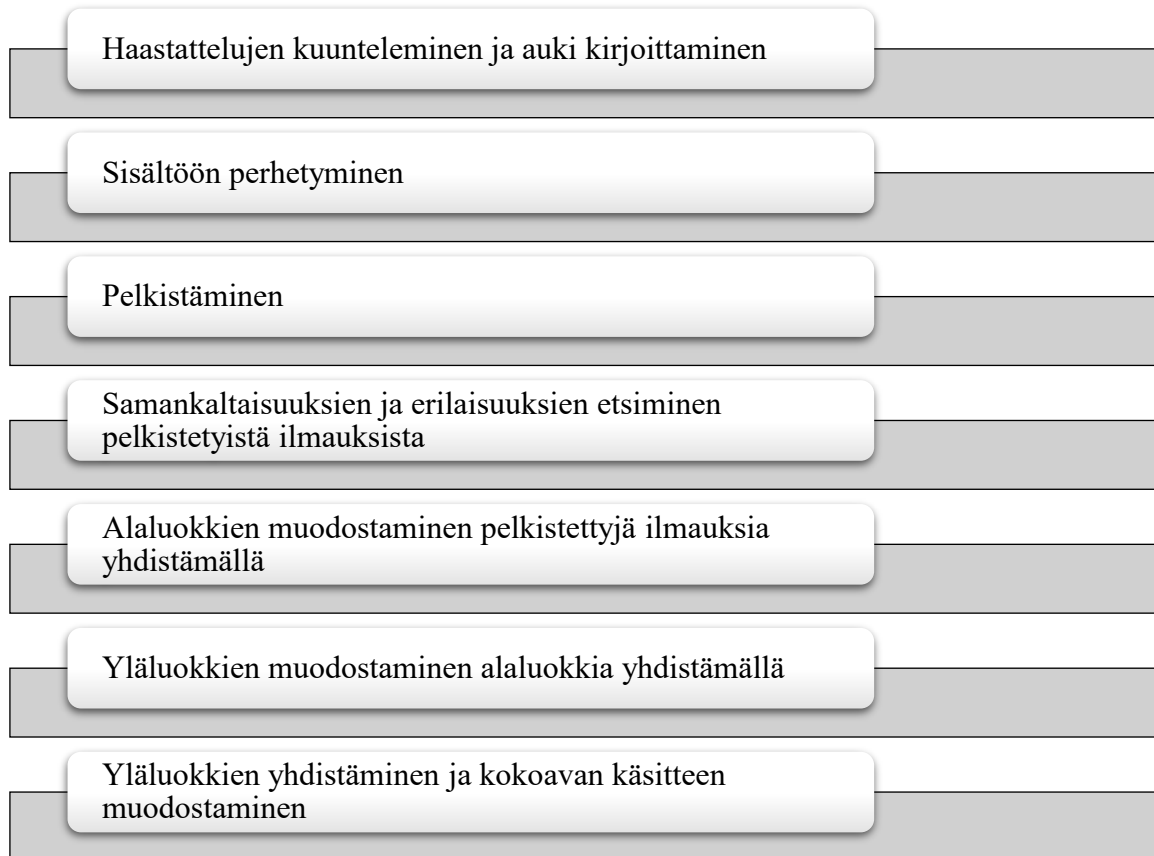 Haastattelujen kuunteleminen ja auki kirjoittaminen
Sisältöön perhetyminen
Pelkistäminen
Samankaltaisuuksien ja erilaisuuksien etsiminen
pelkistetyistä ilmauksista
Alaluokkien muodostaminen pelkistettyjä ilmauksia
yhdistämällä
Yläluokkien muodostaminen alaluokkia yhdistämällä
Yläluokkien yhdistäminen ja kokoavan käsitteen
muodostaminen